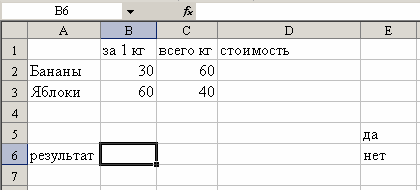 B6 fx
A B C D E
1 за 1 кг всего кг стоимость
2 Бананы 30 60
3 Яблоки 60 40
4
5 да
6 результат нет
7